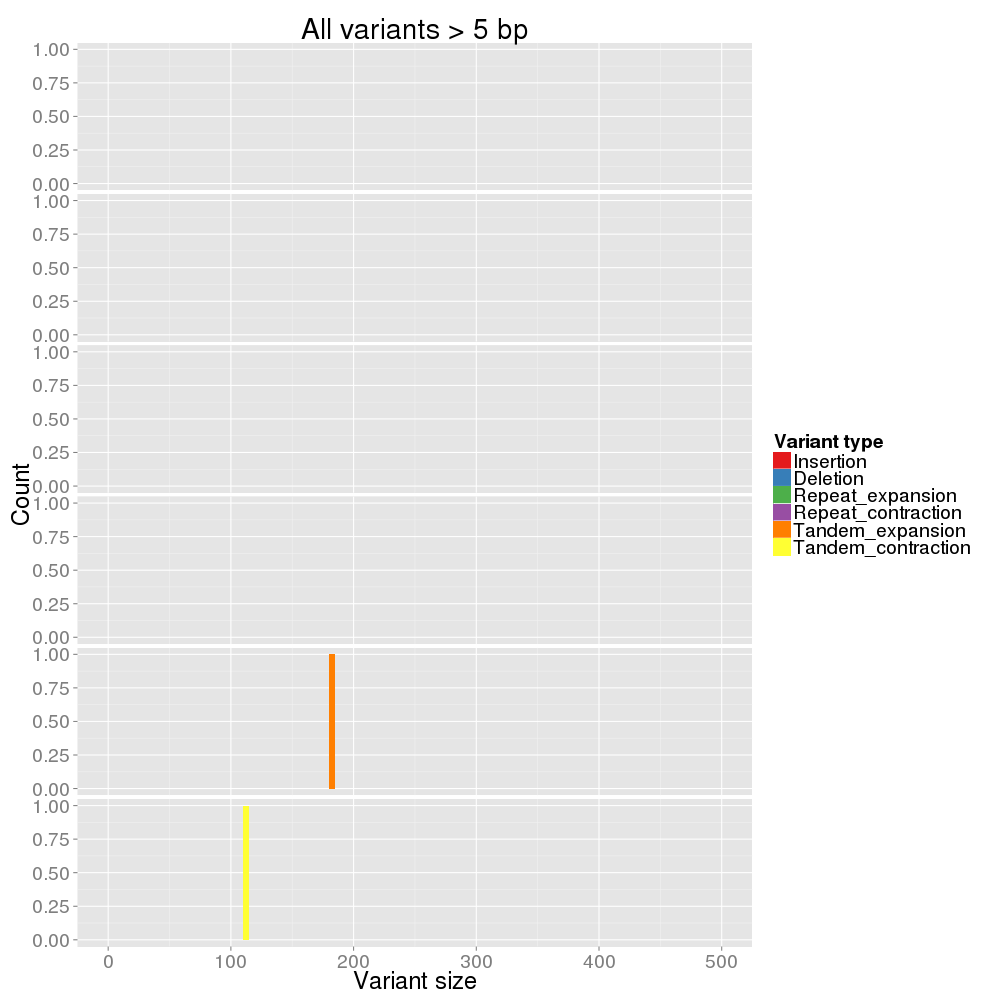 All variants > 5 bp
1.00
0.75
0.50
0.25
0.00
1.00
0.75
0.50
0.25
0.00
1.00
0.75
0.50
0.25
0.00
1.00
0.75
0.50
0.25
0.00
1.00
0.75
0.50
0.25
0.00
1.00
0.75
0.50
0.25
0.00
Count
0 100 200 300 400 500
Variant size
Variant type
Insertion
Deletion
Repeat_expansion
Repeat_contraction
Tandem_expansion
Tandem_contraction